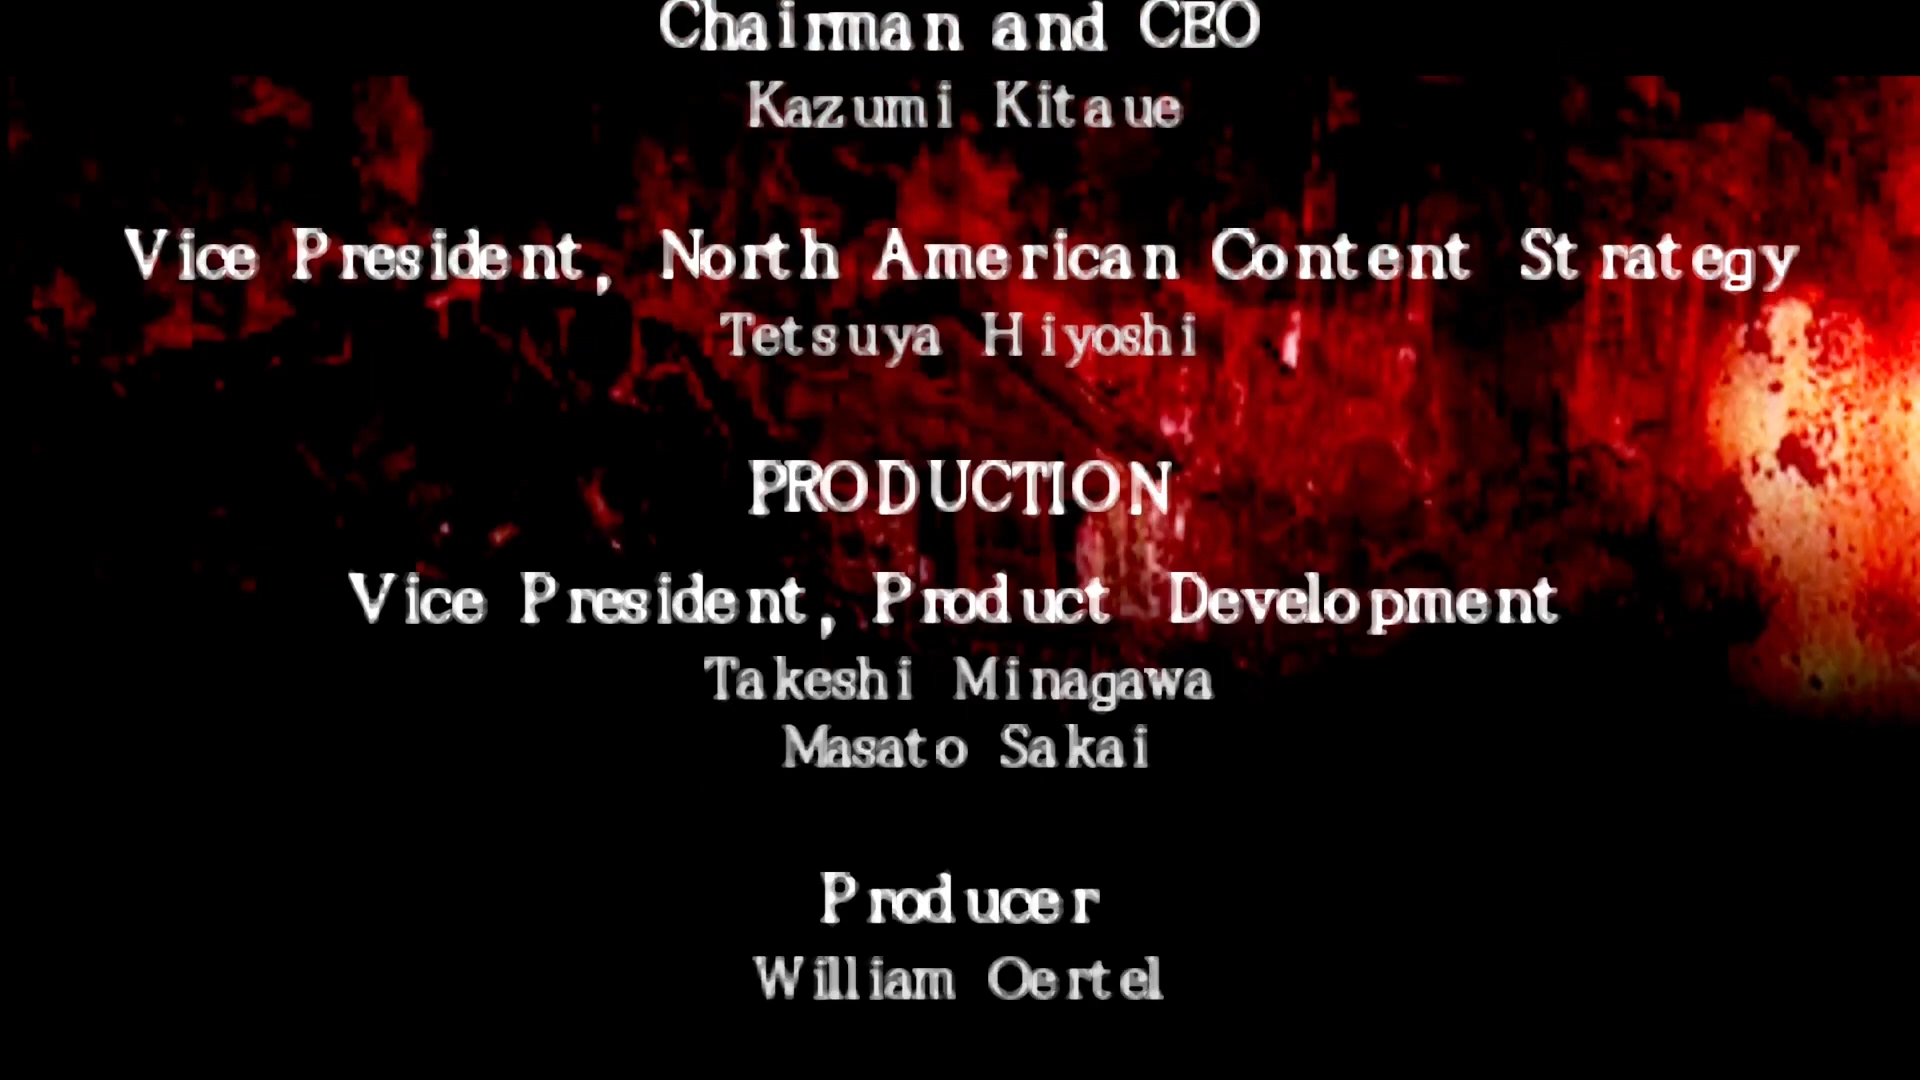 Chairman and CEO
Kazumi Kitaue
Vice President, North American Content Strategy
Tetsuya Hiyoshi
PRODUCTION
Vice President, Product Development
Takeshi Minagawa
Masato Sakai
Producer
William Oertel